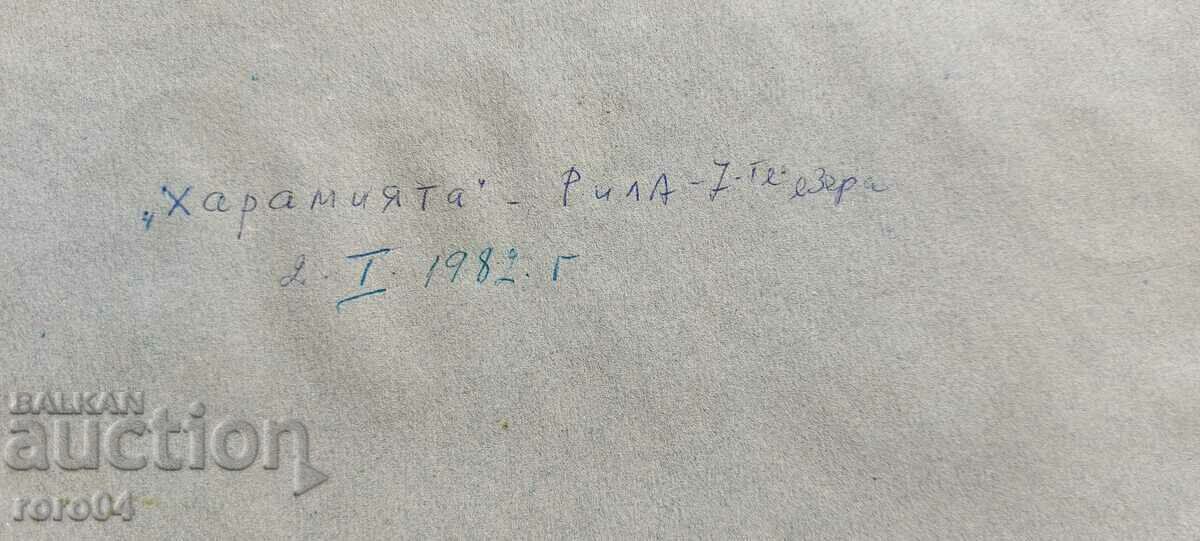 „Харамията" - Рила - 7-те езера
2. I. 1982. г
BALKAN
auction
roro04